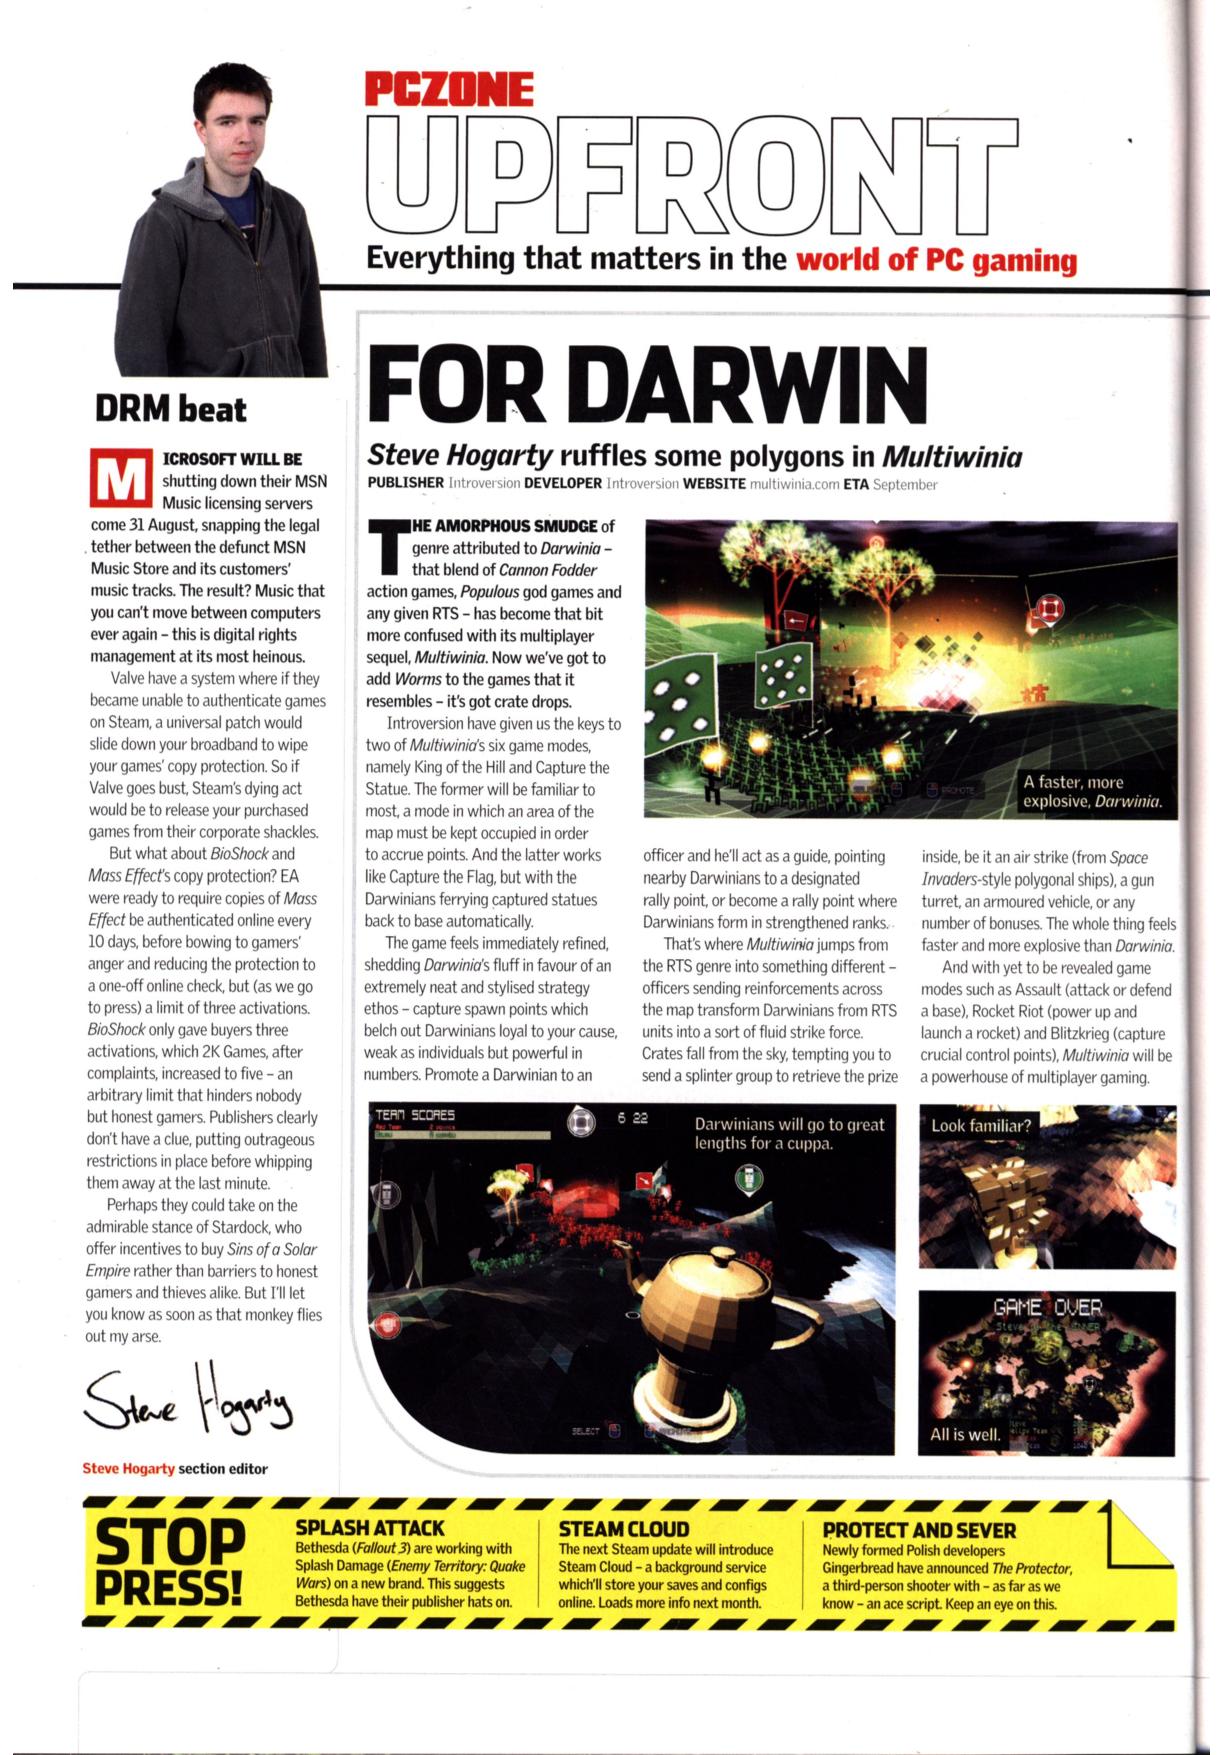 PCZONE
UPFRONT
Everything that matters in the world of PC gaming
DRM beat
MICROSOFT WILL BE
shutting down their MSN
Music licensing servers
come 31 August, snapping the legal
tether between the defunct MSN
Music Store and its customers'
music tracks. The result? Music that
you can't move between computers
ever again – this is digital rights
management at its most heinous.
Valve have a system where if they
became unable to authenticate games
on Steam, a universal patch would
slide down your broadband to wipe
your games' copy protection. So if
Valve goes bust, Steam's dying act
would be to release your purchased
games from their corporate shackles.
But what about BioShock and
Mass Effect's copy protection? EA
were ready to require copies of Mass
Effect be authenticated online every
10 days, before bowing to gamers'
anger and reducing the protection to
a one-off online check, but (as we go
to press) a limit of three activations.
BioShock only gave buyers three
activations, which 2K Games, after
complaints, increased to five – an
arbitrary limit that hinders nobody
but honest gamers. Publishers clearly
don't have a clue, putting outrageous
restrictions in place before whipping
them away at the last minute.
Perhaps they could take on the
admirable stance of Stardock, who
offer incentives to buy Sins of a Solar
Empire rather than barriers to honest
gamers and thieves alike. But I'll let
you know as soon as that monkey flies
out my arse.
Steve Hogarty
Steve Hogarty section editor
FOR DARWIN
Steve Hogarty ruffles some polygons in Multiwinia
PUBLISHER Introversion DEVELOPER Introversion WEBSITE multiwinia.com ETA September
THE AMORPHOUS SMUDGE of
genre attributed to Darwinia –
that blend of Cannon Fodder
action games, Populous god games and
any given RTS – has become that bit
more confused with its multiplayer
sequel, Multiwinia. Now we've got to
add Worms to the games that it
resembles – it's got crate drops.
Introversion have given us the keys to
two of Multiwinia's six game modes,
namely King of the Hill and Capture the
Statue. The former will be familiar to
most, a mode in which an area of the
map must be kept occupied in order
to accrue points. And the latter works
like Capture the Flag, but with the
Darwinians ferrying captured statues
back to base automatically.
The game feels immediately refined,
shedding Darwinia's fluff in favour of an
extremely neat and stylised strategy
ethos – capture spawn points which
belch out Darwinians loyal to your cause,
weak as individuals but powerful in
numbers. Promote a Darwinian to an
PROMOTE
A faster, more
explosive, Darwinia.
officer and he'll act as a guide, pointing
nearby Darwinians to a designated
rally point, or become a rally point where
Darwinians form in strengthened ranks.
That's where Multiwinia jumps from
the RTS genre into something different –
officers sending reinforcements across
the map transform Darwinians from RTS
units into a sort of fluid strike force.
Crates fall from the sky, tempting you to
send a splinter group to retrieve the prize
inside, be it an air strike (from Space
Invaders-style polygonal ships), a gun
turret, an armoured vehicle, or any
number of bonuses. The whole thing feels
faster and more explosive than Darwinia.
And with yet to be revealed game
modes such as Assault (attack or defend
a base), Rocket Riot (power up and
launch a rocket) and Blitzkrieg (capture
crucial control points), Multiwinia will be
a powerhouse of multiplayer gaming.
TEAM SCORES
Red Team
6 22
Darwinians will go to great
lengths for a cuppa.
SELECT
Look familiar?
GAME OVER
All is well.
STOP
PRESS!
SPLASH ATTACK
Bethesda (Fallout 3) are working with
Splash Damage (Enemy Territory: Quake
Wars) on a new brand. This suggests
Bethesda have their publisher hats on.
STEAM CLOUD
The next Steam update will introduce
Steam Cloud – a background service
which'll store your saves and configs
online. Loads more info next month.
PROTECT AND SEVER
Newly formed Polish developers
Gingerbread have announced The Protector,
a third-person shooter with – as far as we
know – an ace script. Keep an eye on this.